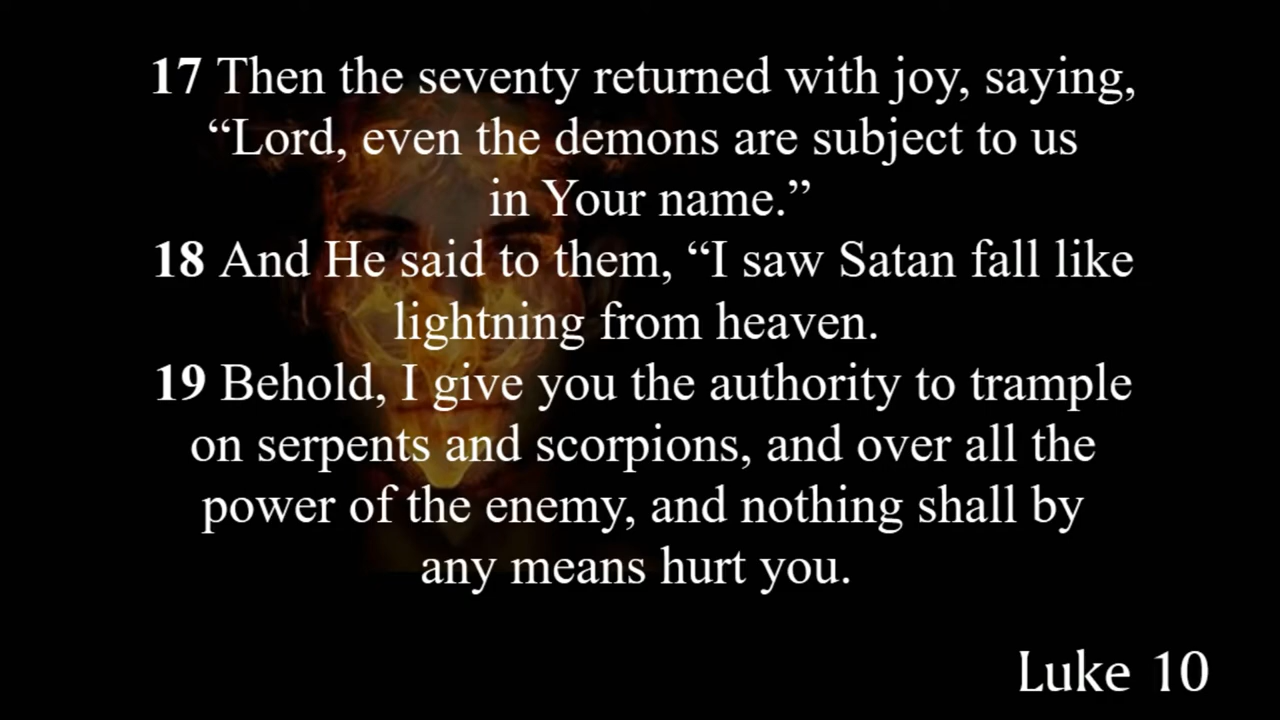 17 Then the seventy returned with joy, saying,
“Lord, even the demons are subject to us
in Your name.”
18 And He said to them, “I saw Satan fall like
lightning from heaven.
19 Behold, I give you the authority to trample
on serpents and scorpions, and over all the
power of the enemy, and nothing shall by
any means hurt you.
Luke 10